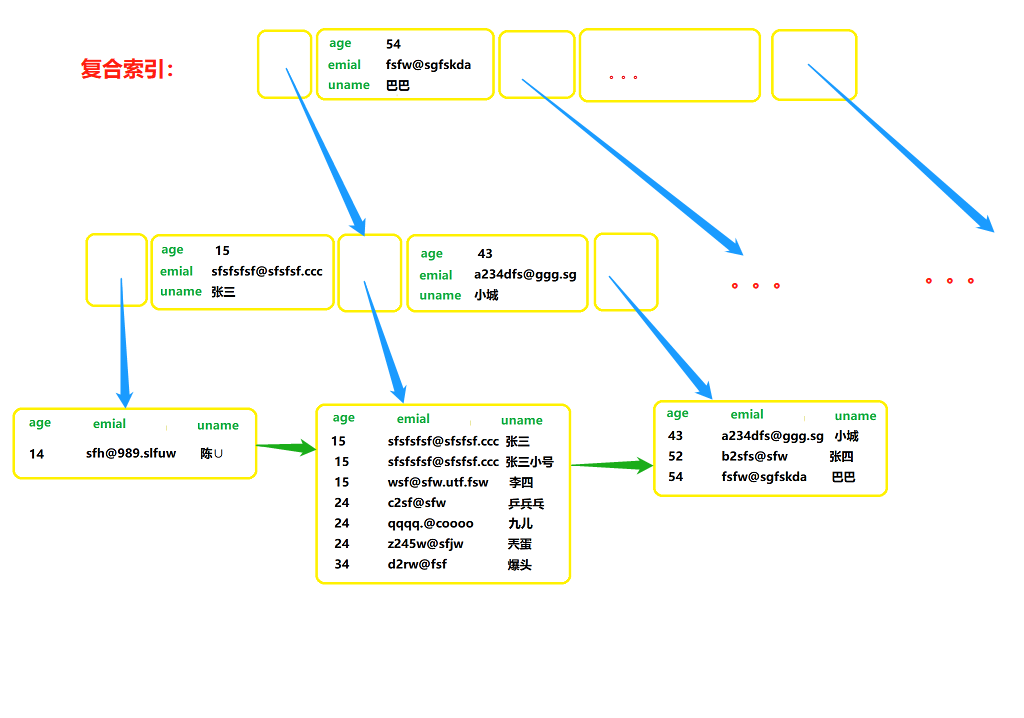 复合索引：
age 54
emial fsfw@sgfskda
uname 巴巴
。。。
age 15
emial sfsfsfsf@sfsfsf.ccc
uname 张三
age 43
emial a234dfs@ggg.sg
uname 小城
。。。
。。。
age emial uname
14 sfh@989.slfuw 陈U
age emial uname
15 sfsfsfsf@sfsfsf.ccc 张三
15 sfsfsfsf@sfsfsf.ccc 张三小号
15 wsf@sfw.utf.fsw 李四
24 c2sf@sfw 乒兵乓
24 qqqq.@coooo 九儿
24 z245w@sfjw 天蛋
34 d2rw@fsf 爆头
age emial uname
43 a234dfs@ggg.sg 小城
52 b2sfs@sfw 张四
54 fsfw@sgfskda 巴巴